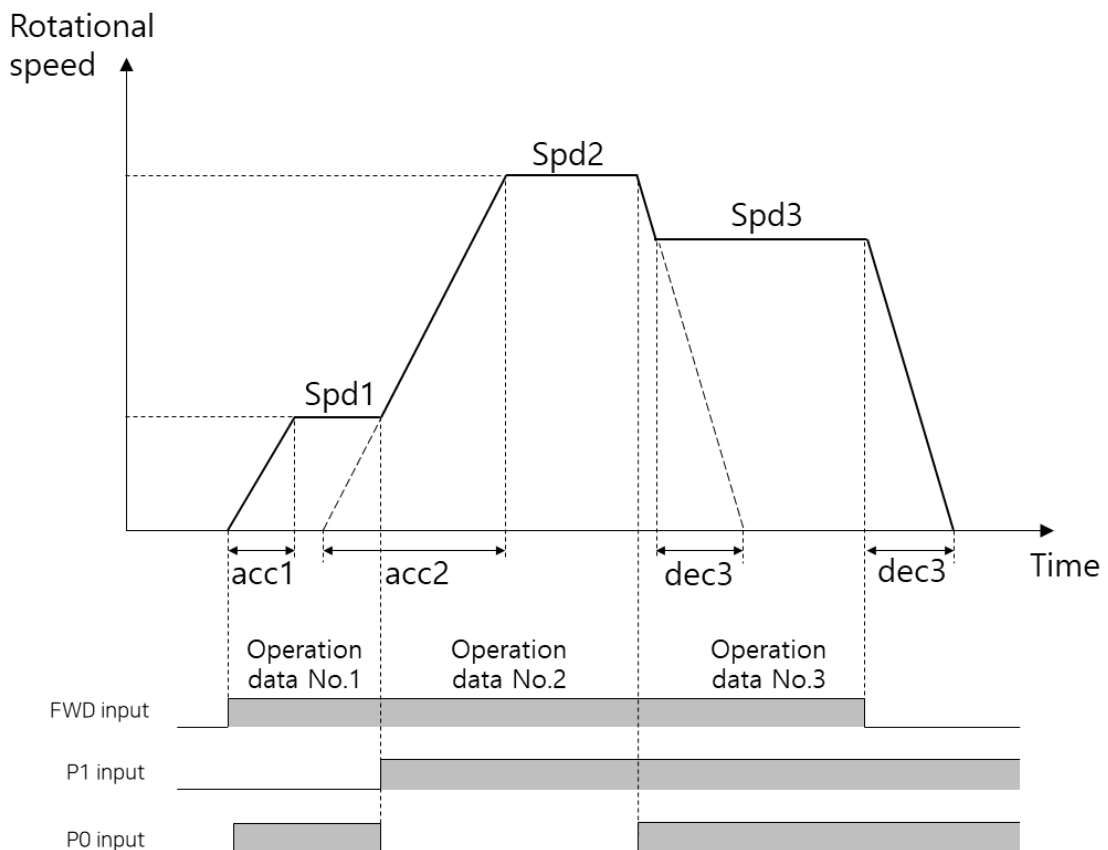 Rotational
speed
Spd2
Spd3
Spd1
acc1
acc2
dec3
dec3
Time
Operation
data No.1
Operation
data No.2
Operation
data No.3
FWD input
P1 input
P0 input